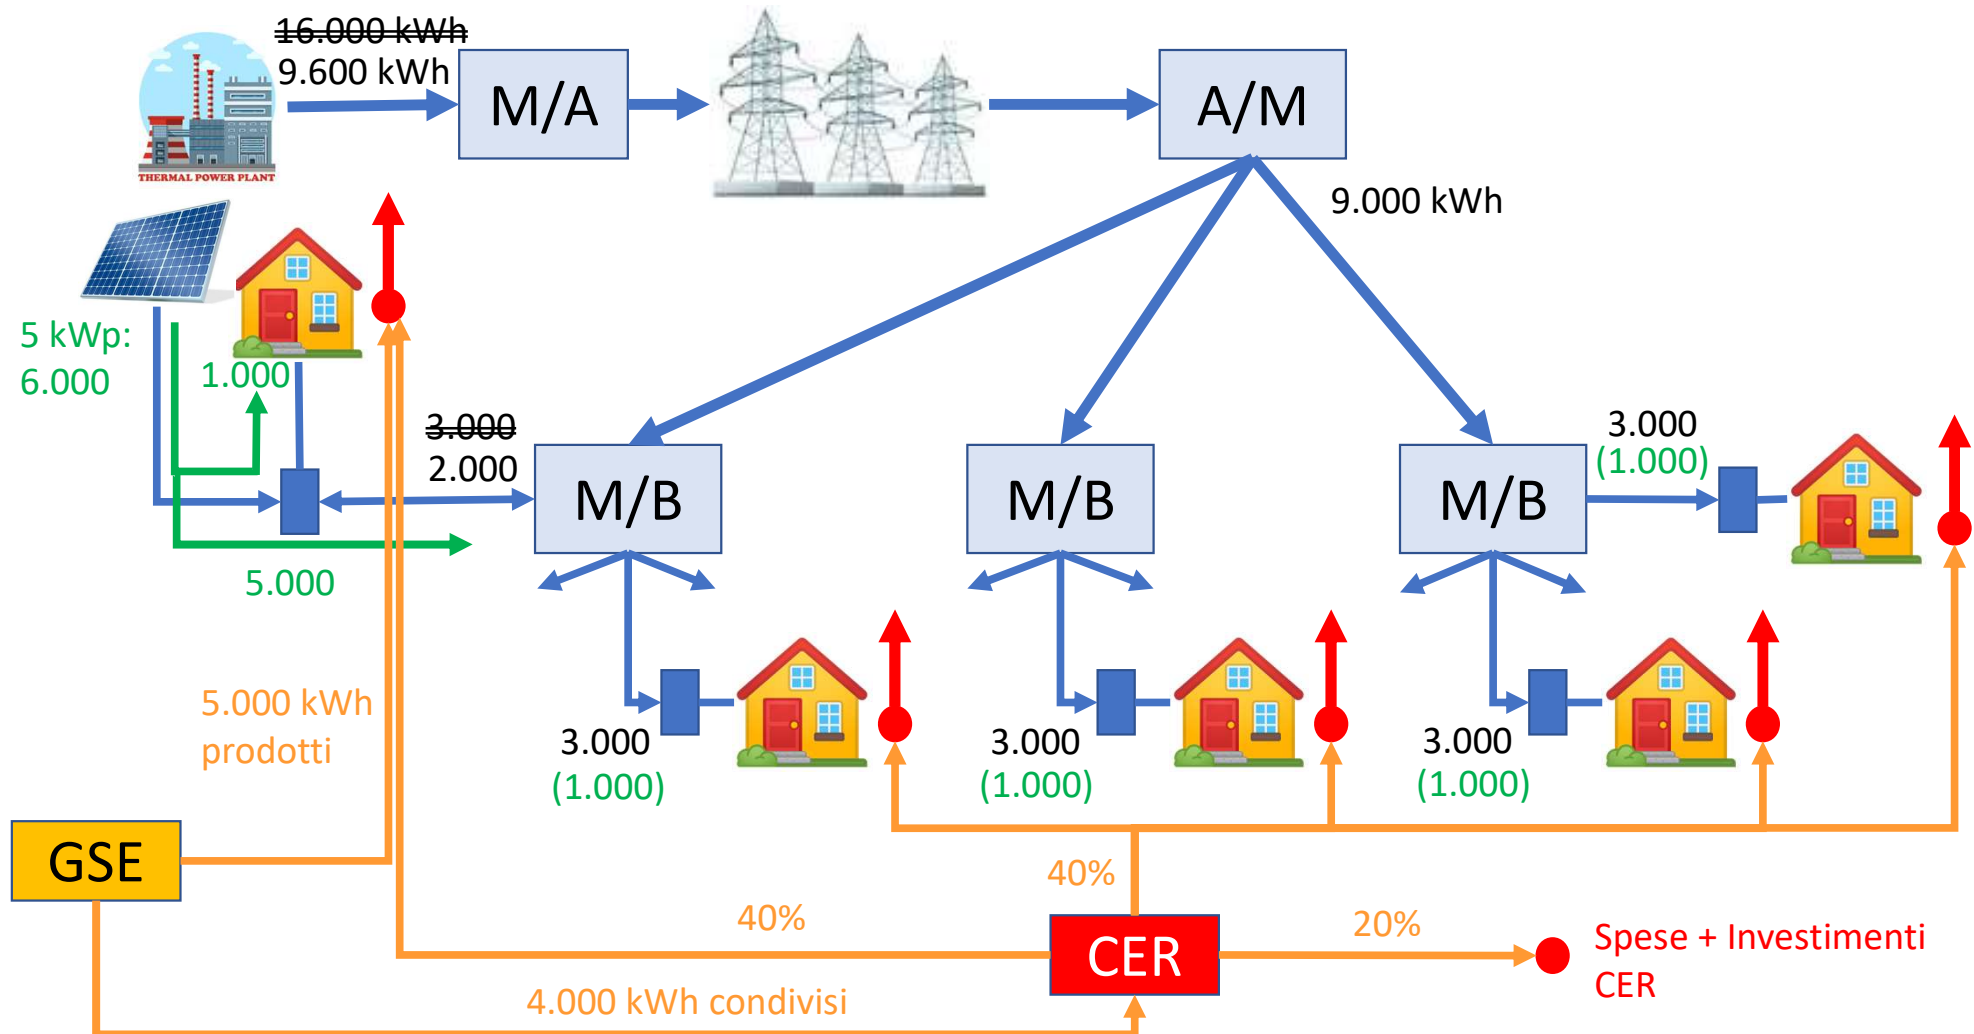 16.000 kWh
9.600 kWh
M/A
A/M
THERMAL POWER PLANT
9.000 kWh
5 kWp:
6.000
1.000
3.000
2.000
M/B
M/B
M/B
3.000
(1.000)
5.000
5.000 kWh
prodotti
3.000
(1.000)
3.000
(1.000)
3.000
(1.000)
GSE
40%
40%
CER
20%
Spese + Investimenti
CER
4.000 kWh condivisi